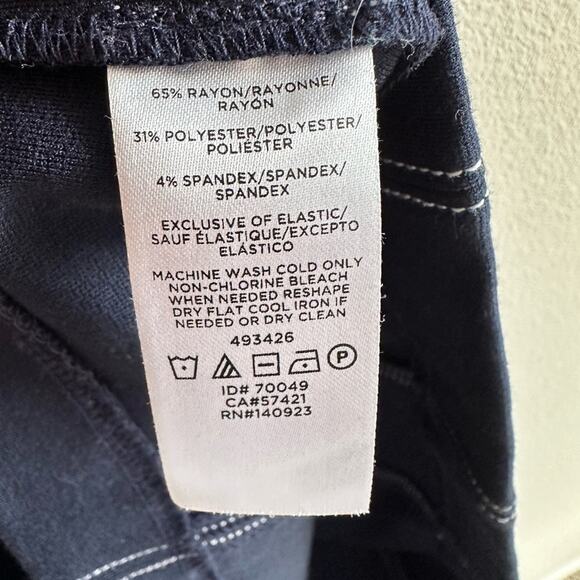 65% RAYON/RAYONNE/
RAYÓN
31% POLYESTER/POLYESTER/
POLIÉSTER
4% SPANDEX/SPANDEX/
SPANDEX
EXCLUSIVE OF ELASTIC/
SAUF ÉLASTIQUE/EXCEPTO
ELÁSTICO
MACHINE WASH COLD ONLY
NON-CHLORINE BLEACH
WHEN NEEDED RESHAPE
DRY FLAT COOL IRON IF
NEEDED OR DRY CLEAN
493426
P
ID# 70049
CA#57421
RN#140923